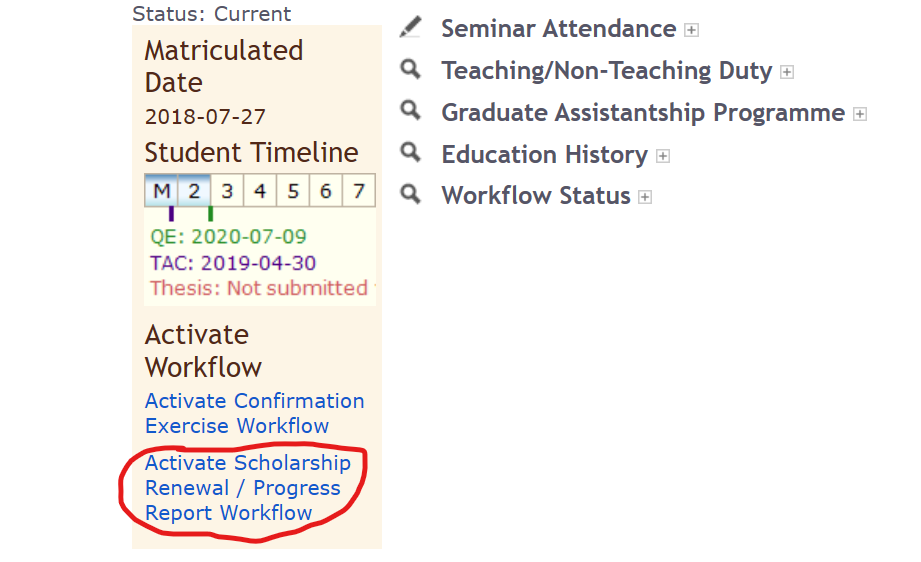 Status: Current
Matriculated
Date
2018-07-27
Student Timeline
M 2 3 4 5 6 7
QE: 2020-07-09
TAC: 2019-04-30
Thesis: Not submitted
Activate
Workflow
Activate Confirmation
Exercise Workflow
Activate Scholarship
Renewal / Progress
Report Workflow
Seminar Attendance
Teaching/Non-Teaching Duty
Graduate Assistantship Programme
Education History
Workflow Status